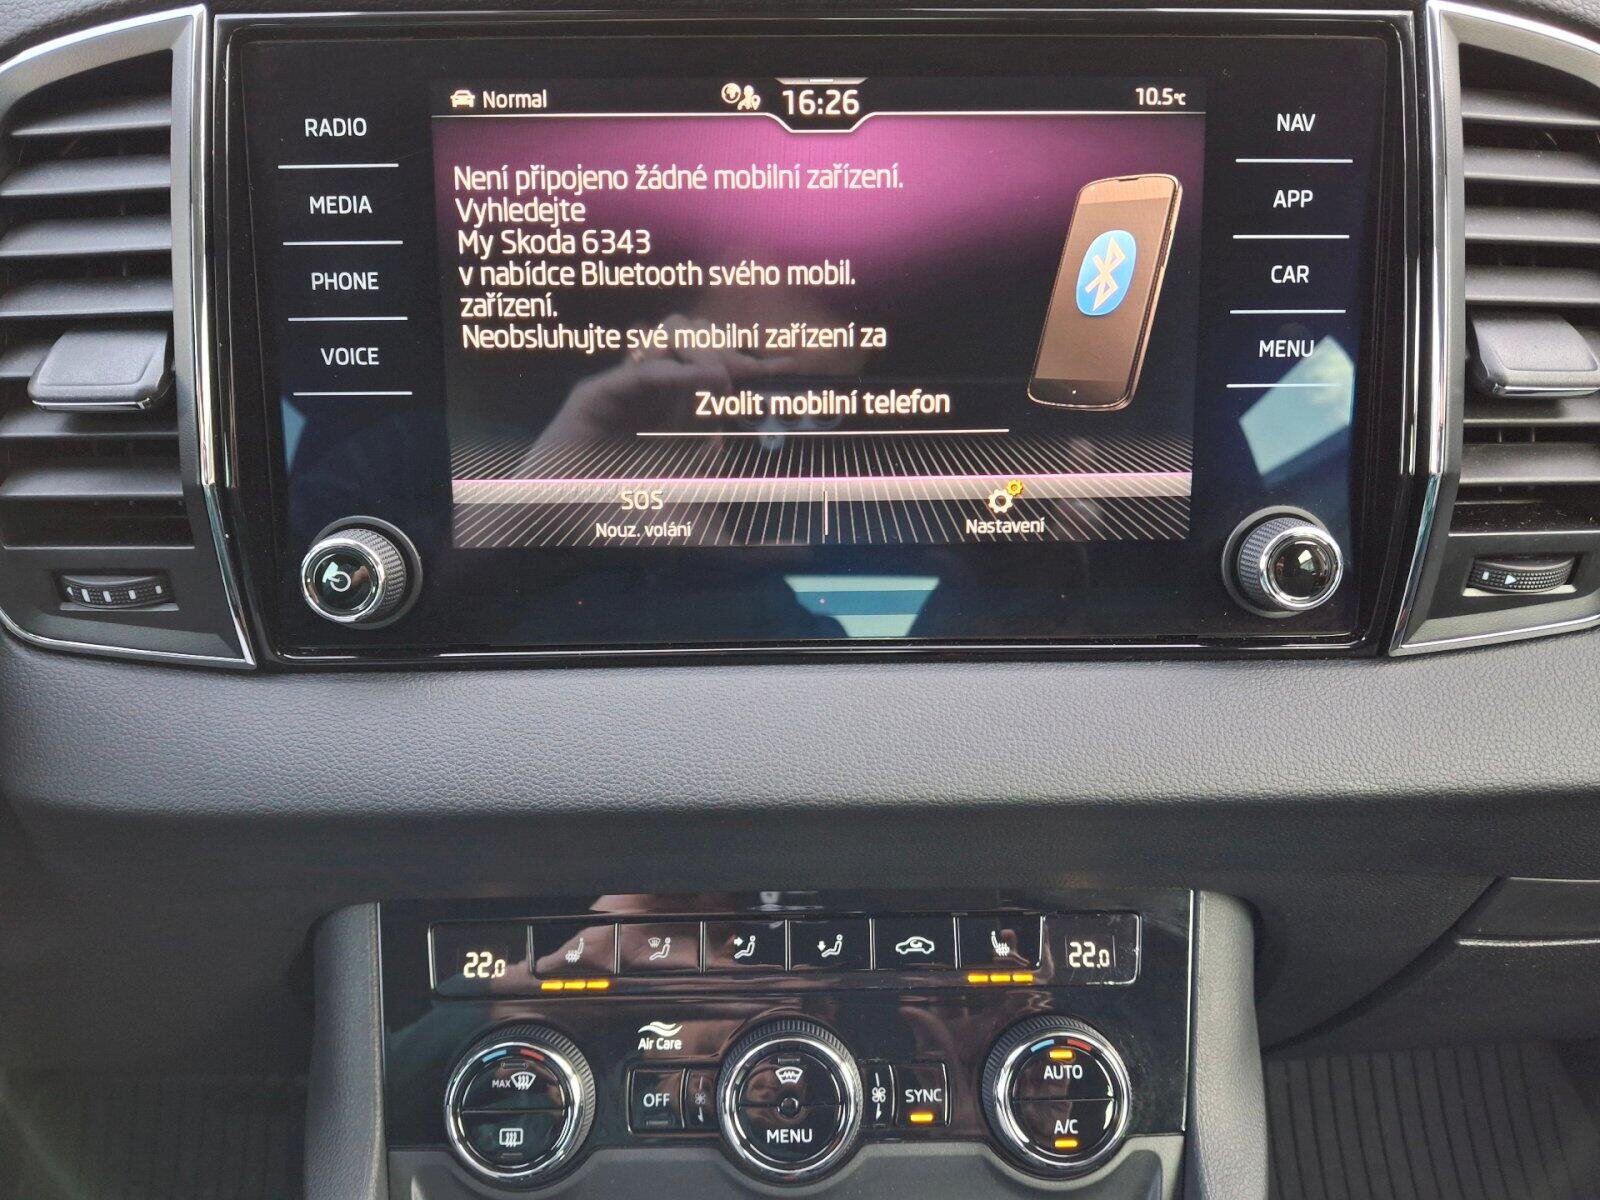 Normal
16:26
10.5°C
RADIO
MEDIA
PHONE
VOICE
Není připojeno žádné mobilní zařízení.
Vyhledejte
My Skoda 6343
v nabídce Bluetooth svého mobil.
zařízení.
Neobsluhujte své mobilní zařízení za
Zvolit mobilní telefon
SOS
Nouz. volání
Nastavení
NAV
APP
CAR
MENU
22.0
22.0
Air Care
MAX
OFF
MENU
SYNC
AUTO
A/C